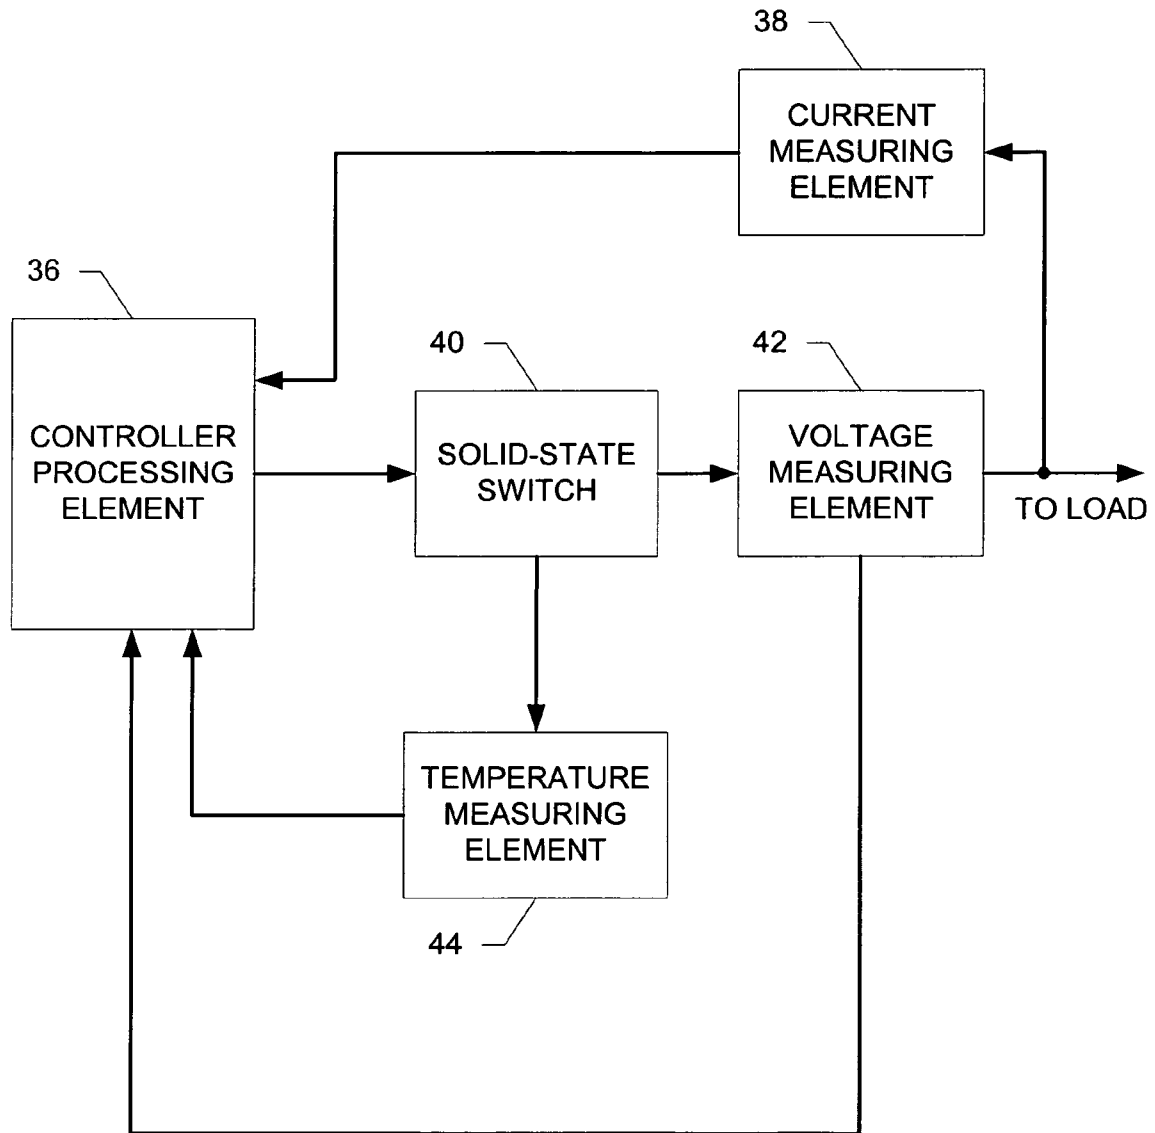 38
CURRENT
MEASURING
ELEMENT
36
CONTROLLER
PROCESSING
ELEMENT
40
SOLID-STATE
SWITCH
42
VOLTAGE
MEASURING
ELEMENT
TO LOAD
TEMPERATURE
MEASURING
ELEMENT
44